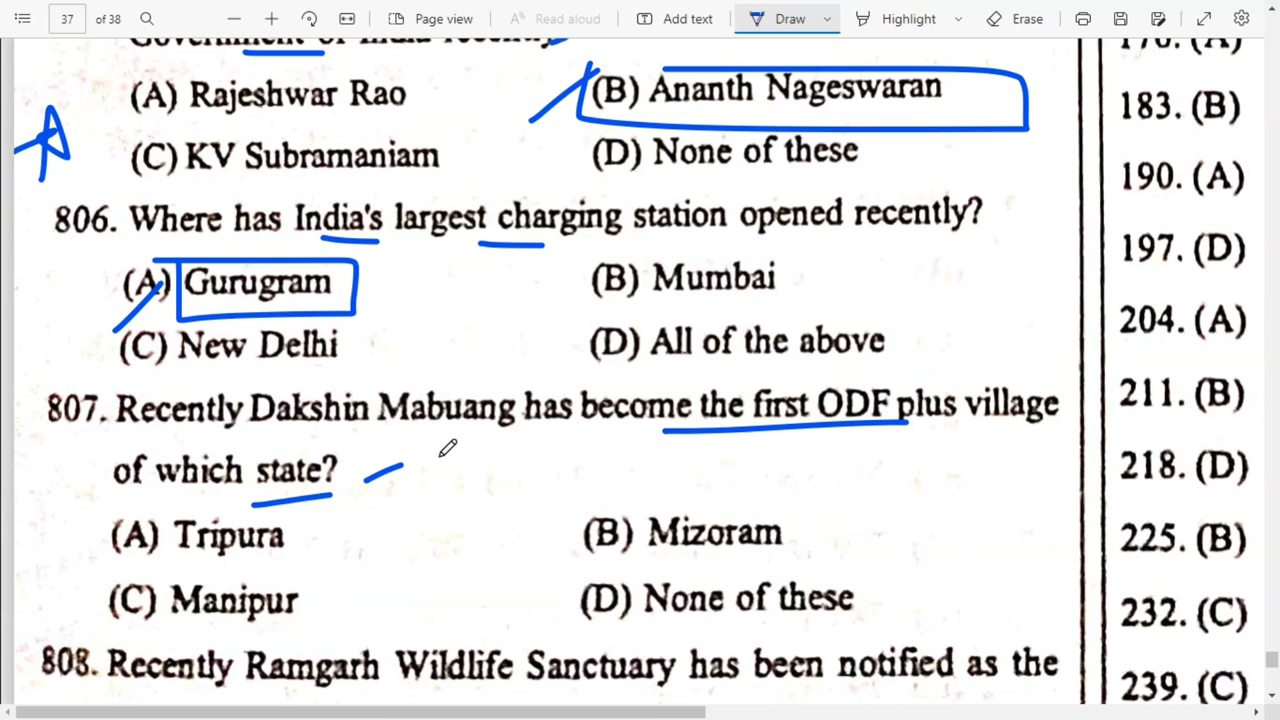 37
of 38
Page view
Read aloud
Add text
Draw
Highlight
Erase
(A) Rajeshwar Rao
(B) Ananth Nageswaran
(C) KV Subramaniam
(D) None of these
806. Where has India's largest charging station opened recently?
(A) Gurugram
(B) Mumbai
(C) New Delhi
(D) All of the above
807. Recently Dakshin Mabuang has become the first ODF plus village
of which state?
(A) Tripura
(B) Mizoram
(C) Manipur
(D) None of these
808. Recently Ramgarh Wildlife Sanctuary has been notified as the
183. (B)
190. (A)
197. (D)
204. (A)
211. (B)
218. (D)
225. (B)
232. (C)
239. (C)